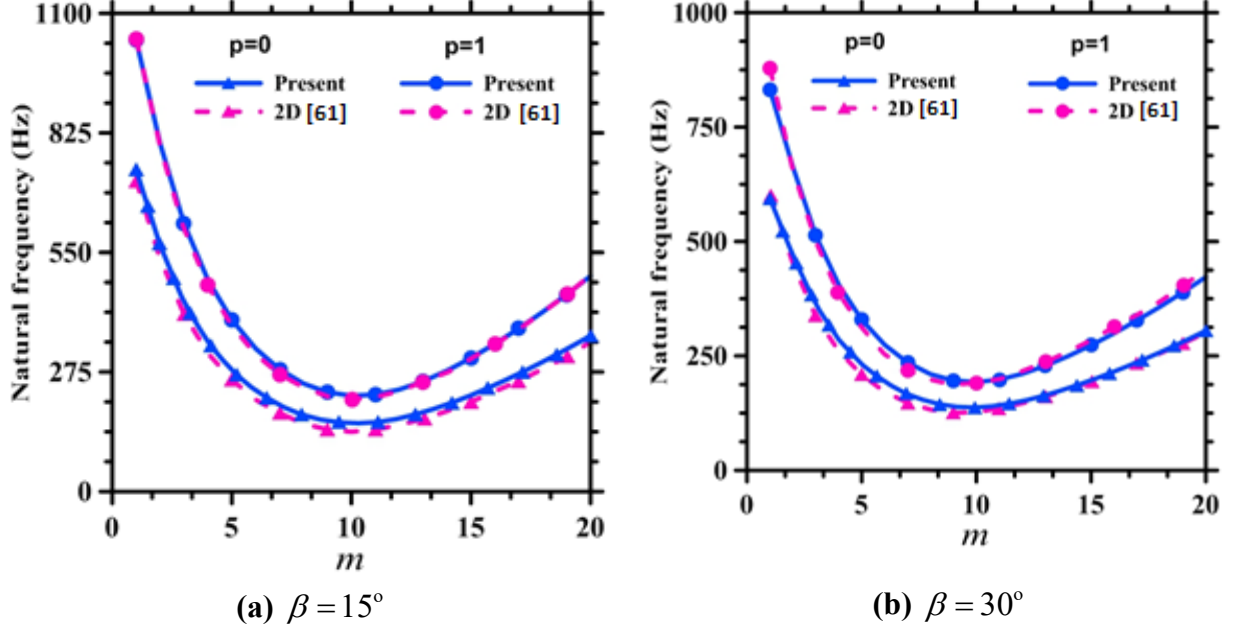 1100
825
550
275
0
Natural frequency (Hz)
p=0 p=1
Present Present
2D [61] 2D [61]
0 5 10 15 20
m
(a) β = 15°
1000
750
500
250
0
Natural frequency (Hz)
p=0 p=1
Present Present
2D [61] 2D [61]
0 5 10 15 20
m
(b) β = 30°